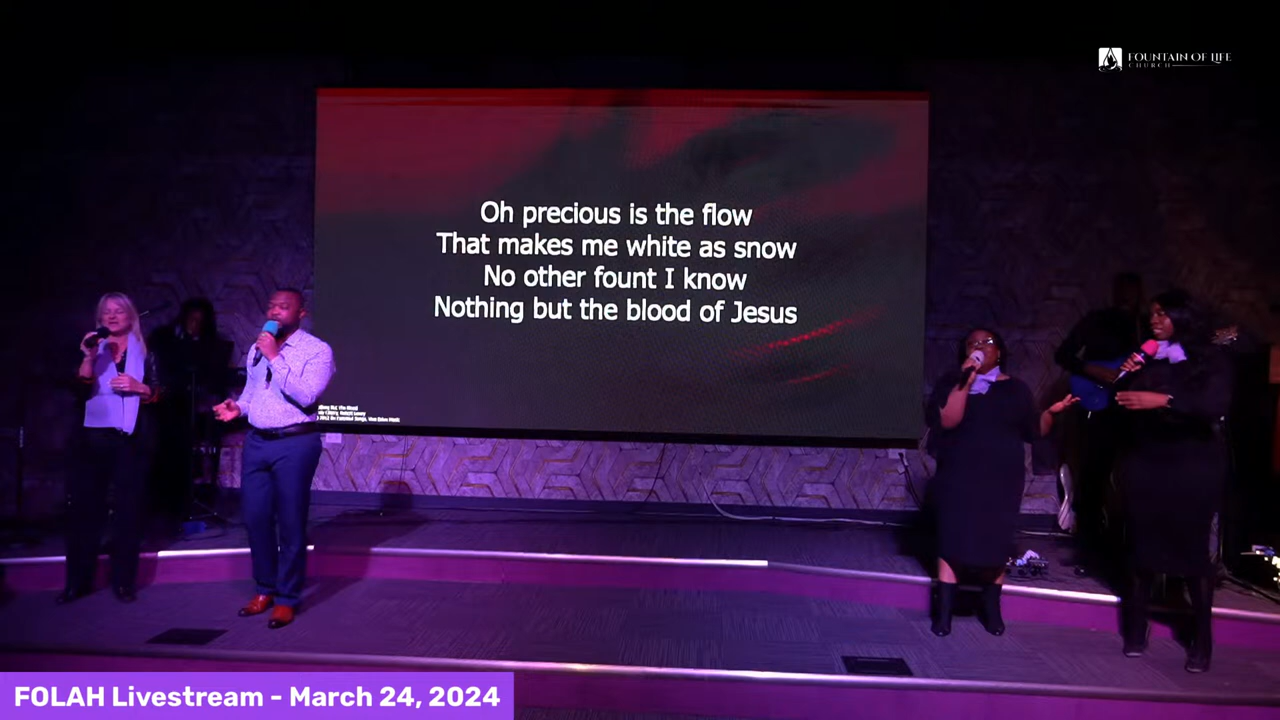 FOUNTAIN OF LIFE
CHURCH
Oh precious is the flow
That makes me white as snow
No other fount I know
Nothing but the blood of Jesus
FOLAH Livestream - March 24, 2024